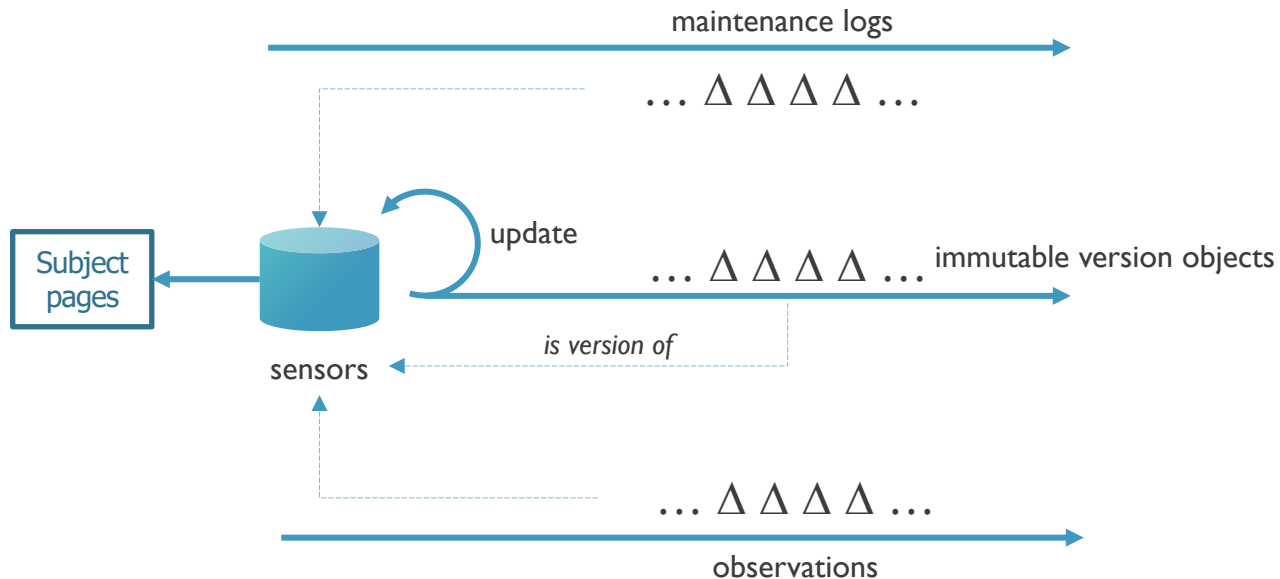 maintenance logs
… Δ Δ Δ Δ …
update
Subject
pages
… Δ Δ Δ Δ …
immutable version objects
is version of
sensors
… Δ Δ Δ Δ …
observations